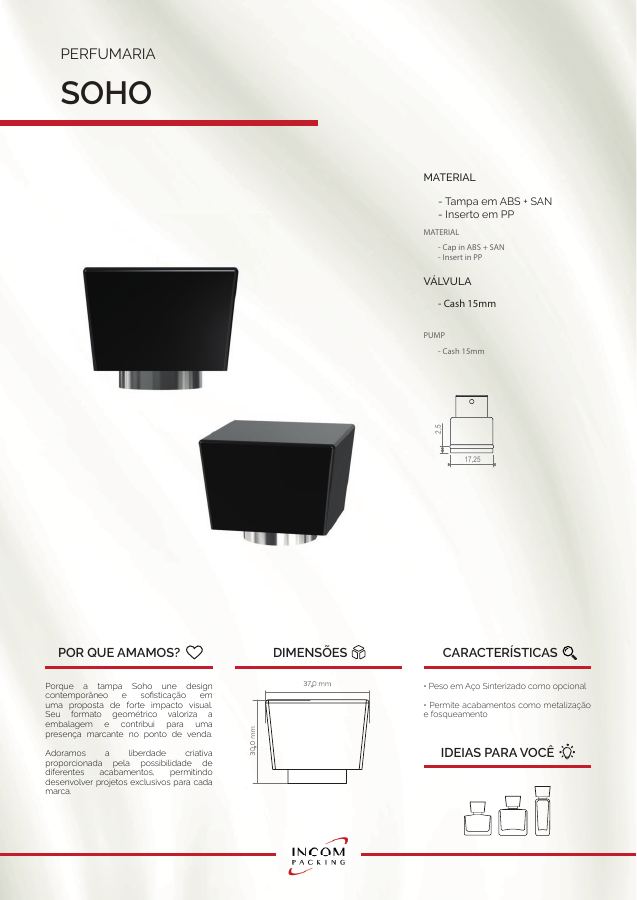 PERFUMARIA
SOHO
MATERIAL
- Tampa em ABS + SAN
- Inserto em PP
MATERIAL
- Cap in ABS + SAN
- Insert in PP
VÁLVULA
- Cash 15mm
PUMP
- Cash 15mm
2,5
17,25
POR QUE AMAMOS?
Porque a tampa Soho une design
contemporâneo e sofisticação em
uma proposta de forte impacto visual.
Seu formato geométrico valoriza a
embalagem e contribui para uma
presença marcante no ponto de venda.
Adoramos a liberdade criativa
proporcionada pela possibilidade de
diferentes acabamentos, permitindo
desenvolver projetos exclusivos para cada
marca.
DIMENSÕES
37,0 mm
30,0 mm
CARACTERÍSTICAS
• Peso em Aço Sinterizado como opcional
• Permite acabamentos como metalização
e fosqueamento
IDEIAS PARA VOCÊ
INCOM
PACKING